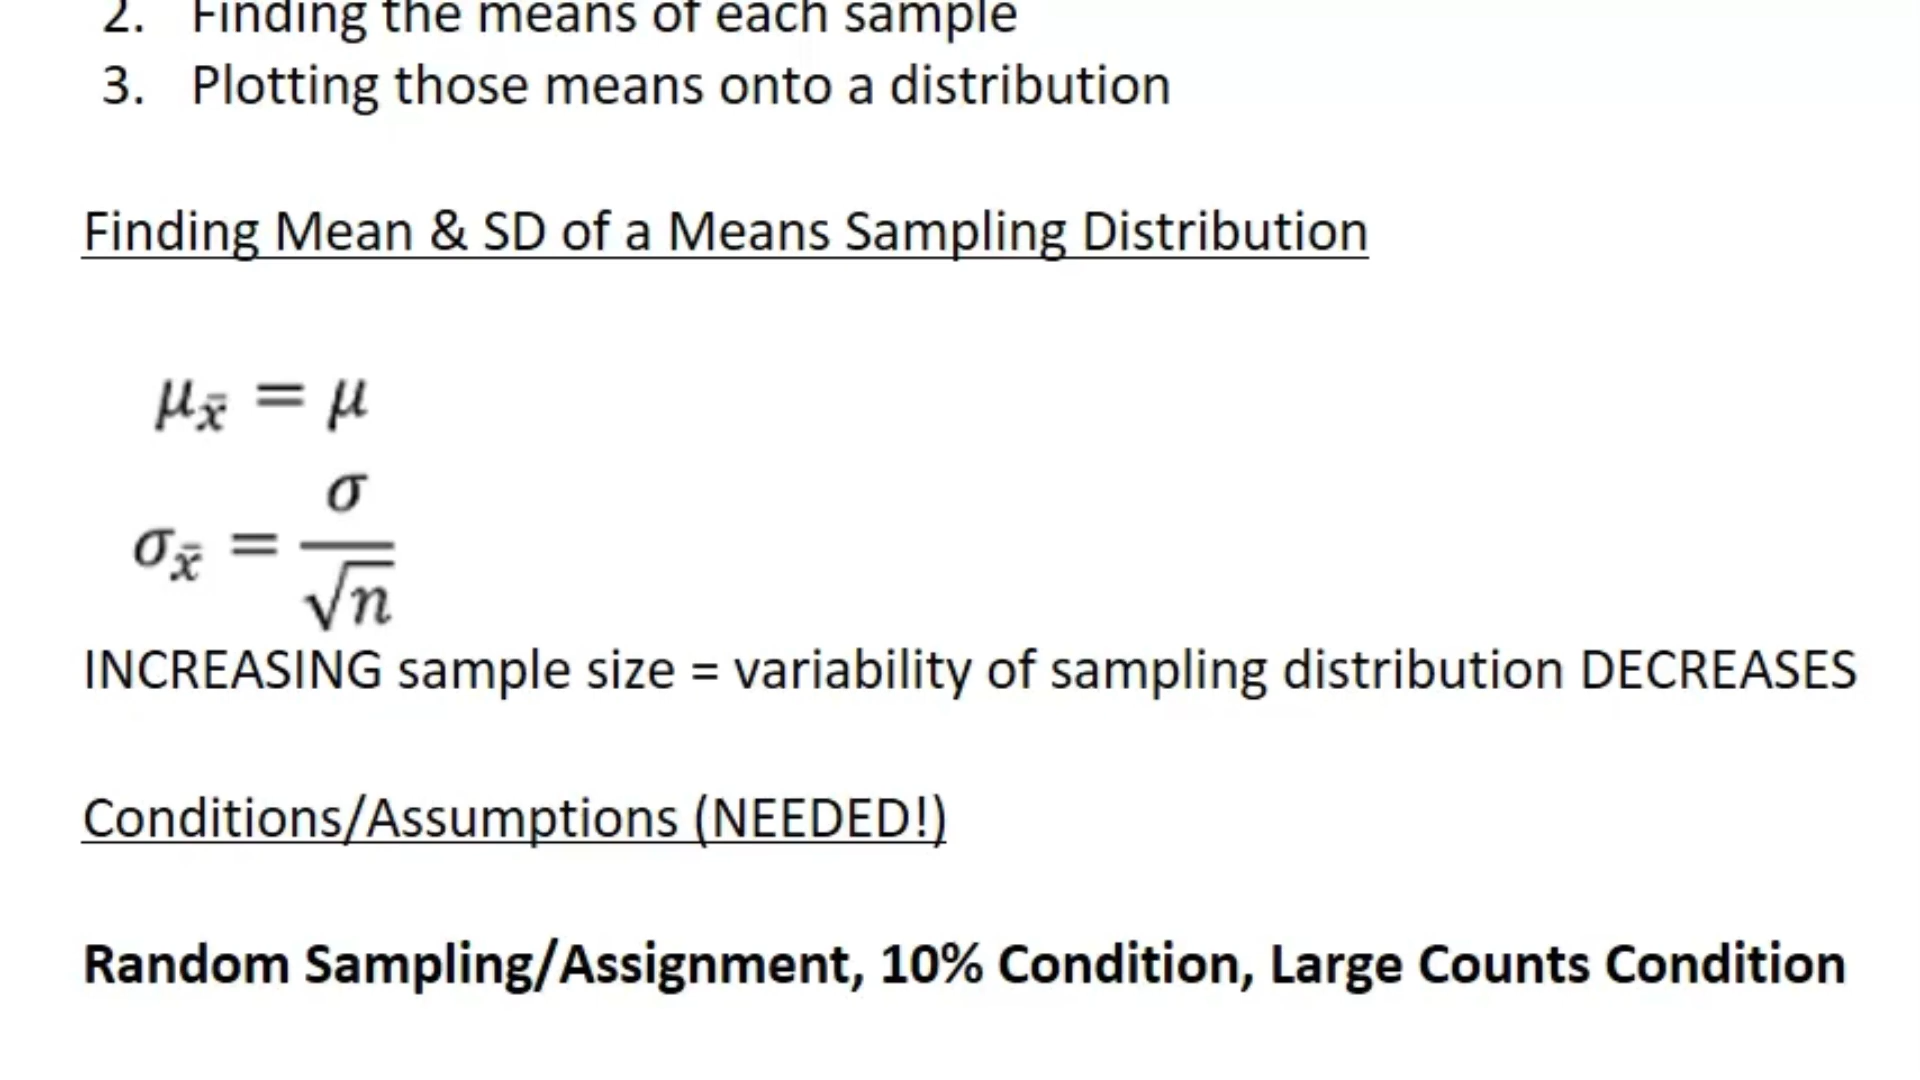 2. Finding the means of each sample
3. Plotting those means onto a distribution
Finding Mean & SD of a Means Sampling Distribution
μx̄ = μ
σx̄ = σ/√n
INCREASING sample size = variability of sampling distribution DECREASES
Conditions/Assumptions (NEEDED!)
Random Sampling/Assignment, 10% Condition, Large Counts Condition